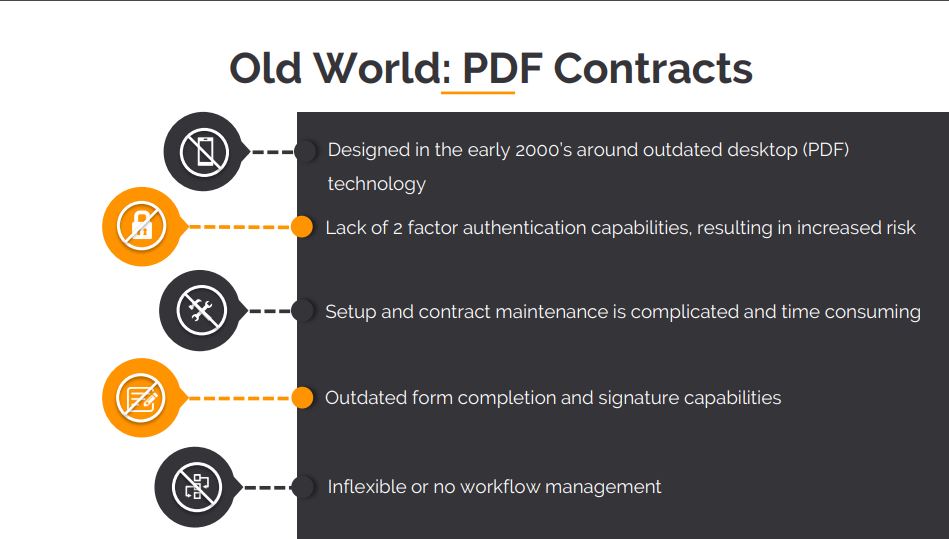 Old World: PDF Contracts
Designed in the early 2000's around outdated desktop (PDF)
technology
Lack of 2 factor authentication capabilities, resulting in increased risk
Setup and contract maintenance is complicated and time consuming
Outdated form completion and signature capabilities
Inflexible or no workflow management